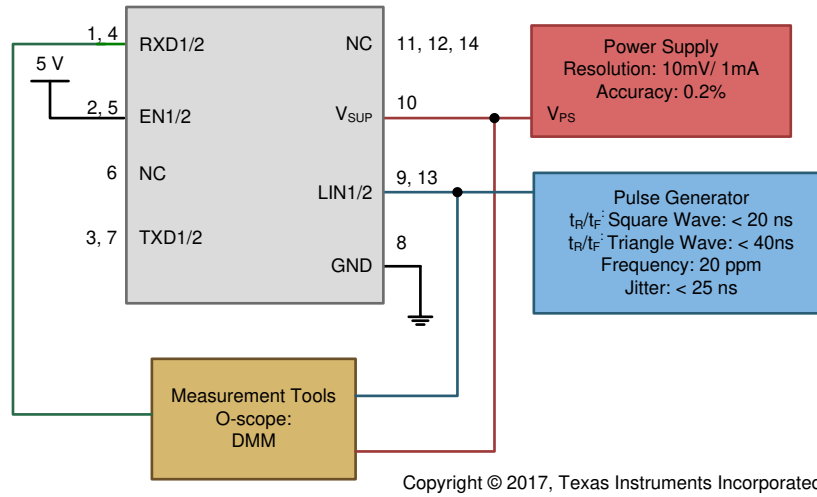 1, 4
RXD1/2
NC
11, 12, 14
5 V
2, 5
EN1/2
VSUP
10
6
NC
LIN1/2
9, 13
3, 7
TXD1/2
GND
8
Power Supply
Resolution: 10mV/ 1mA
Accuracy: 0.2%
VPS
Pulse Generator
tR/tF: Square Wave: < 20 ns
tR/tF: Triangle Wave: < 40ns
Frequency: 20 ppm
Jitter: < 25 ns
Measurement Tools
O-scope:
DMM
Copyright © 2017, Texas Instruments Incorporated